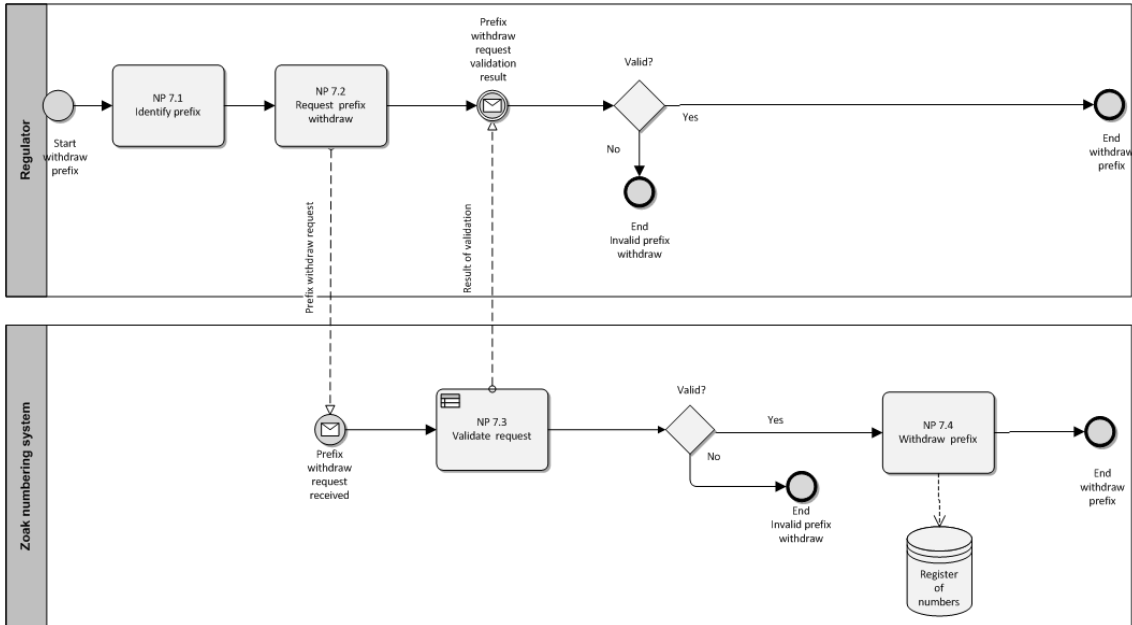 Regulator
Start
withdraw
prefix
NP 7.1
Identify prefix
NP 7.2
Request prefix
withdraw
Prefix
withdraw
request
validation
result
Valid?
Yes
No
End
Invalid prefix
withdraw
End
withdraw
prefix
Prefix withdraw request
Result of validation
Zoak numbering system
Prefix
withdraw
request
received
NP 7.3
Validate request
Valid?
Yes
No
End
Invalid prefix
withdraw
NP 7.4
Withdraw prefix
Register
of
numbers
End
withdraw
prefix